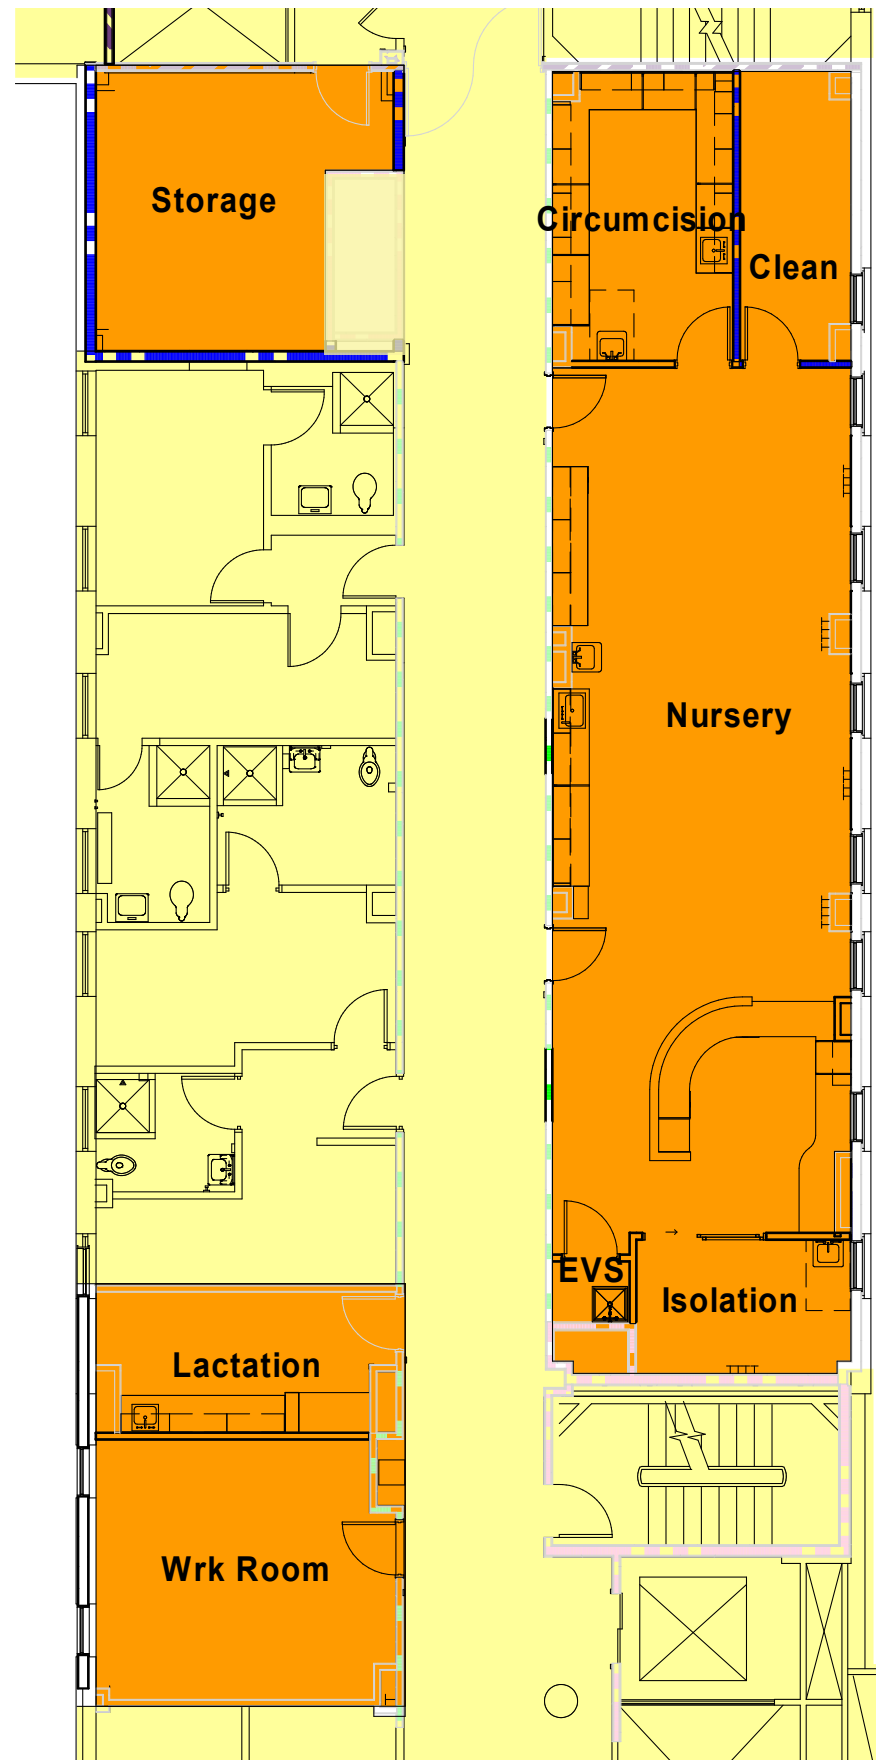 Storage
Circumcision
Clean
Nursery
EVS
Isolation
Lactation
Wrk Room